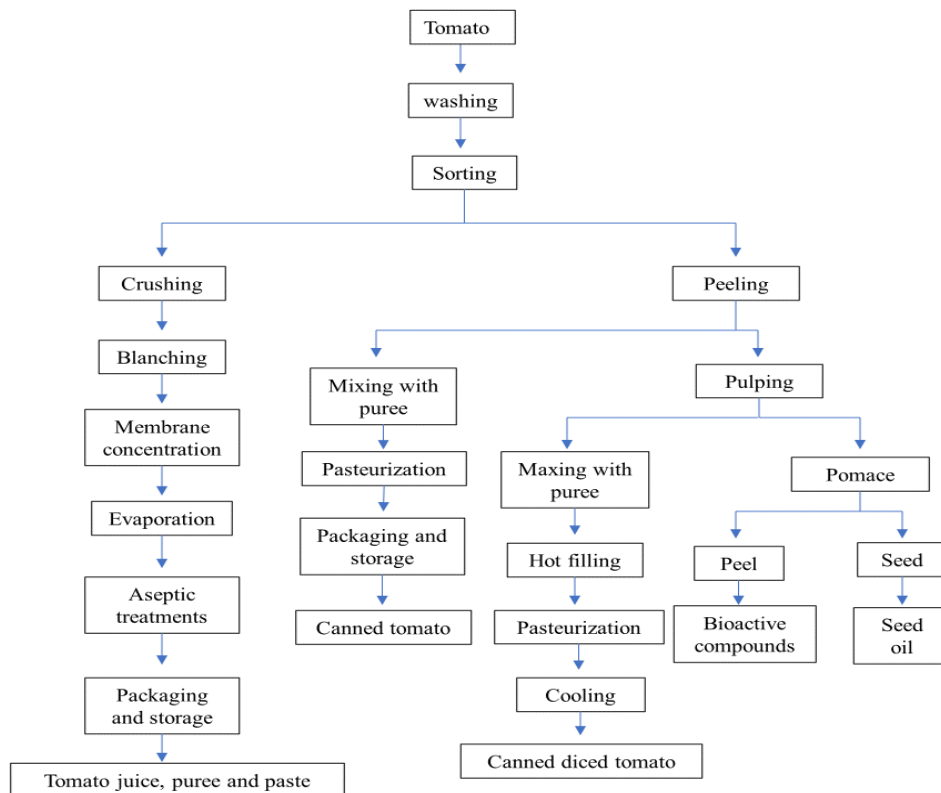 Tomato
washing
Sorting
Crushing
Peeling
Blanching
Mixing with
puree
Pulping
Membrane
concentration
Pasteurization
Maxing with
puree
Pomace
Evaporation
Packaging and
storage
Hot filling
Peel
Seed
Aseptic
treatments
Canned tomato
Pasteurization
Bioactive
compounds
Seed
oil
Packaging
and storage
Cooling
Tomato juice, puree and paste
Canned diced tomato